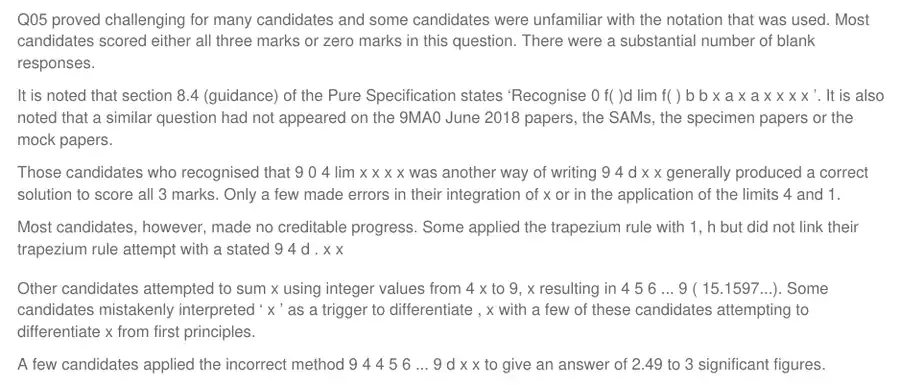 Q05 proved challenging for many candidates and some candidates were unfamiliar with the notation that was used. Most
candidates scored either all three marks or zero marks in this question. There were a substantial number of blank
responses.
It is noted that section 8.4 (guidance) of the Pure Specification states ‘Recognise 0 f( )d lim f( ) b b x a x a x x x x ’. It is also
noted that a similar question had not appeared on the 9MA0 June 2018 papers, the SAMs, the specimen papers or the
mock papers.
Those candidates who recognised that 9 0 4 lim x x x x was another way of writing 9 4 d x x generally produced a correct
solution to score all 3 marks. Only a few made errors in their integration of x or in the application of the limits 4 and 1.
Most candidates, however, made no creditable progress. Some applied the trapezium rule with 1, h but did not link their
trapezium rule attempt with a stated 9 4 d . x x
Other candidates attempted to sum x using integer values from 4 x to 9, x resulting in 4 5 6 ... 9 ( 15.1597...). Some
candidates mistakenly interpreted ‘ x ’ as a trigger to differentiate , x with a few of these candidates attempting to
differentiate x from first principles.
A few candidates applied the incorrect method 9 4 4 5 6 ... 9 d x x to give an answer of 2.49 to 3 significant figures.